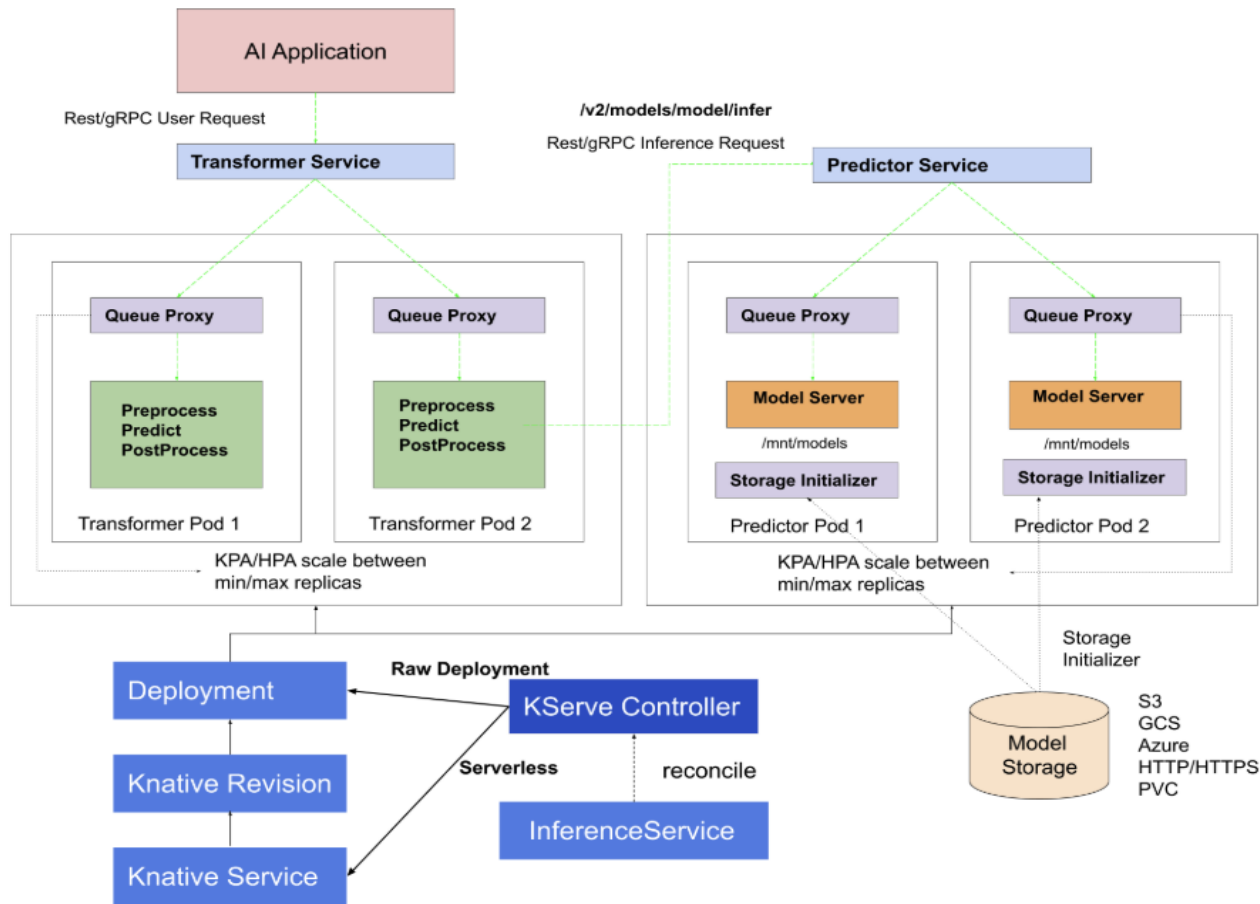 AI Application
Rest/gRPC User Request
Transformer Service
/v2/models/model/infer
Rest/gRPC Inference Request
Predictor Service
Queue Proxy
Preprocess
Predict
PostProcess
Transformer Pod 1
Queue Proxy
Preprocess
Predict
PostProcess
Transformer Pod 2
KPA/HPA scale between
min/max replicas
Queue Proxy
Model Server
/mnt/models
Storage Initializer
Predictor Pod 1
Queue Proxy
Model Server
/mnt/models
Storage Initializer
Predictor Pod 2
KPA/HPA scale between
min/max replicas
Deployment
Raw Deployment
KServe Controller
Knative Revision
Serverless
reconcile
Knative Service
InferenceService
Storage
Initializer
Model
Storage
S3
GCS
Azure
HTTP/HTTPS
PVC